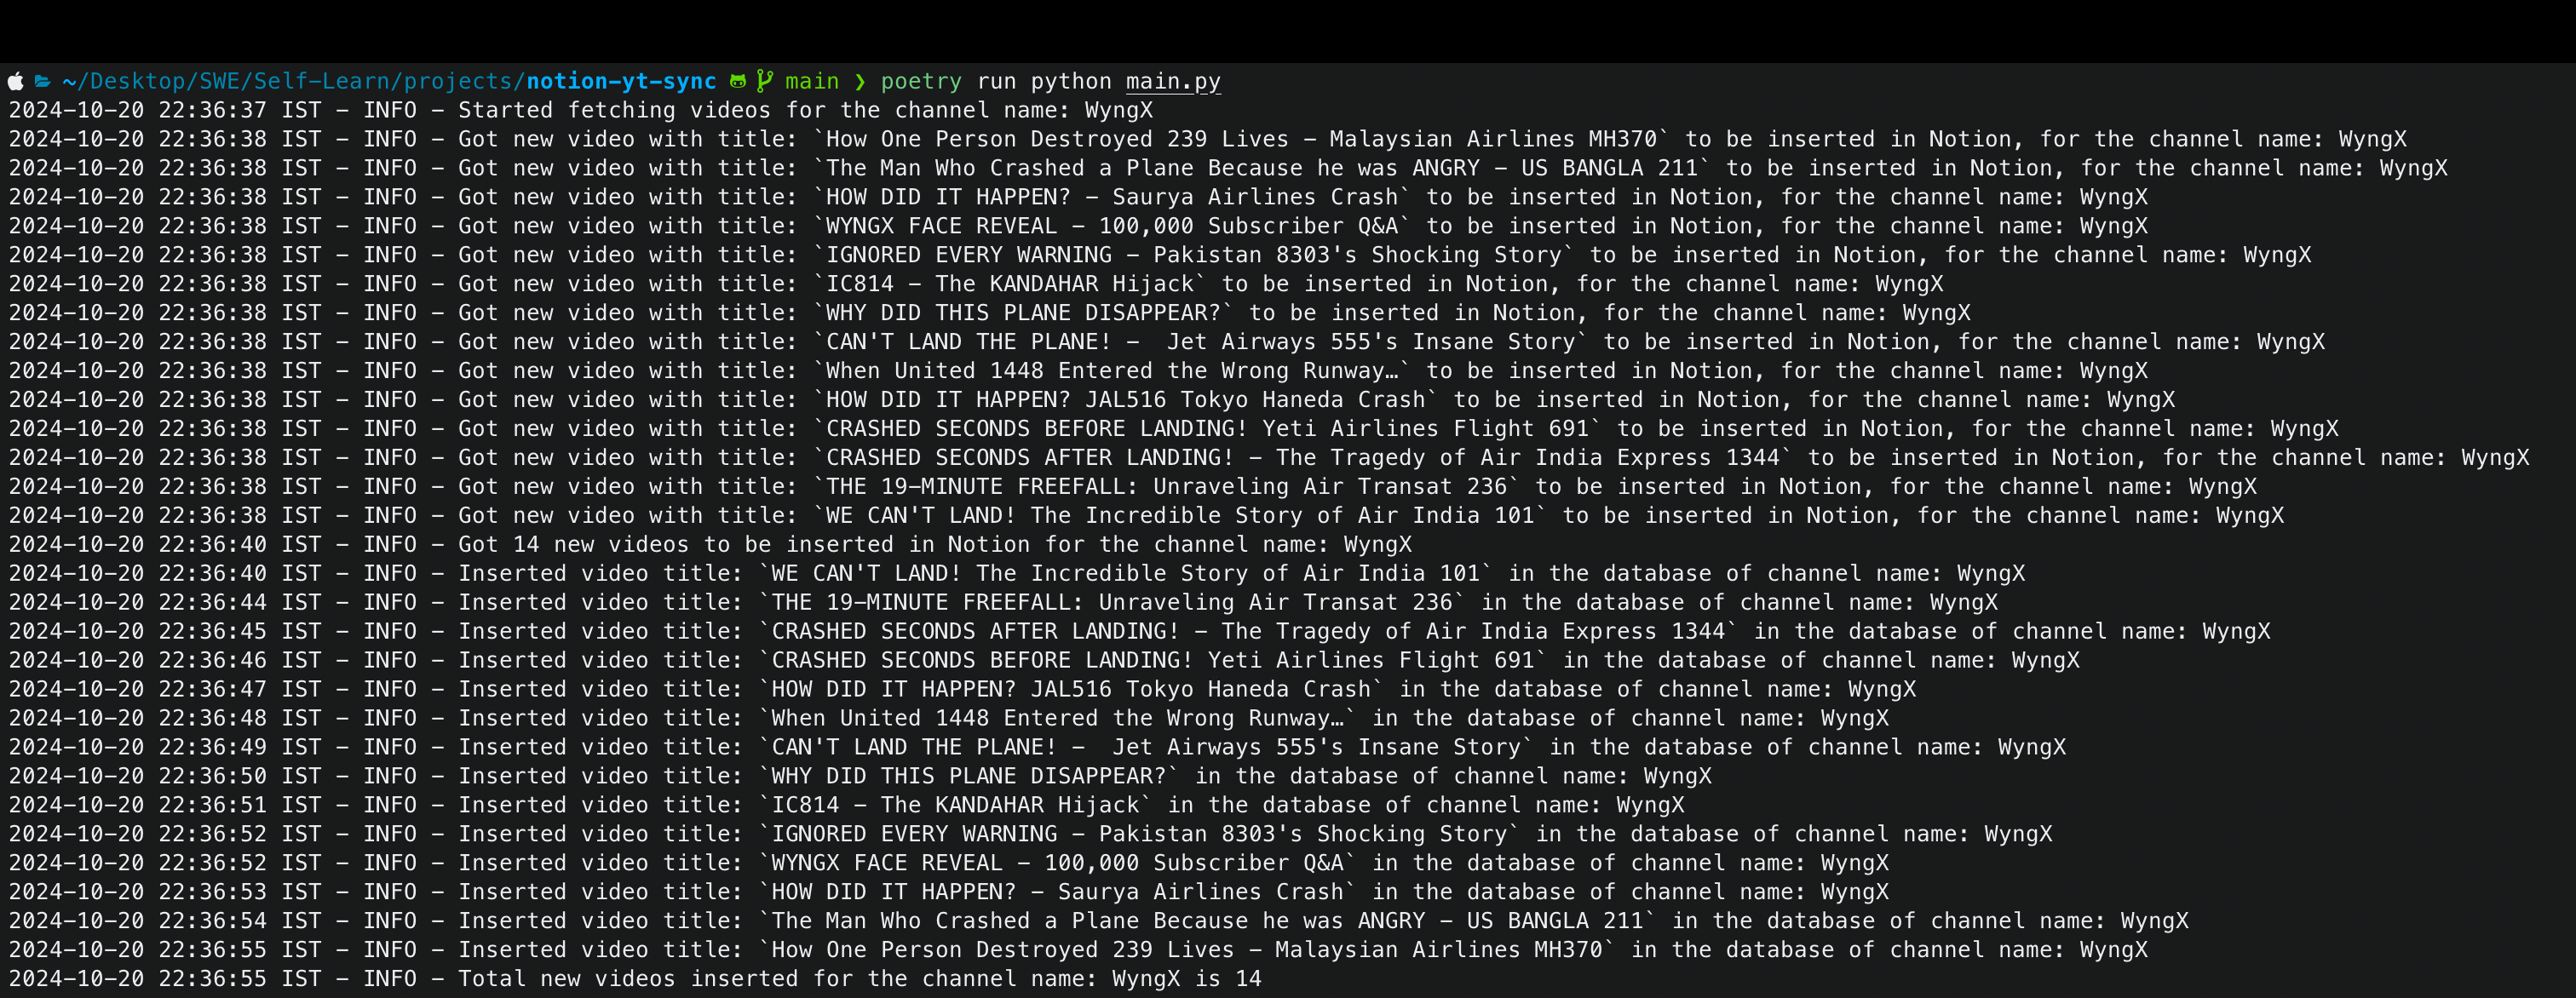 ~/Desktop/SWE/Self-Learn/projects/notion-yt-sync main ❯ poetry run python main.py
2024-10-20 22:36:37 IST - INFO - Started fetching videos for the channel name: WyngX
2024-10-20 22:36:38 IST - INFO - Got new video with title: `How One Person Destroyed 239 Lives - Malaysian Airlines MH370` to be inserted in Notion, for the channel name: WyngX
2024-10-20 22:36:38 IST - INFO - Got new video with title: `The Man Who Crashed a Plane Because he was ANGRY - US BANGLA 211` to be inserted in Notion, for the channel name: WyngX
2024-10-20 22:36:38 IST - INFO - Got new video with title: `HOW DID IT HAPPEN? - Saurya Airlines Crash` to be inserted in Notion, for the channel name: WyngX
2024-10-20 22:36:38 IST - INFO - Got new video with title: `WYNGX FACE REVEAL - 100,000 Subscriber Q&A` to be inserted in Notion, for the channel name: WyngX
2024-10-20 22:36:38 IST - INFO - Got new video with title: `IGNORED EVERY WARNING - Pakistan 8303's Shocking Story` to be inserted in Notion, for the channel name: WyngX
2024-10-20 22:36:38 IST - INFO - Got new video with title: `IC814 - The KANDAHAR Hijack` to be inserted in Notion, for the channel name: WyngX
2024-10-20 22:36:38 IST - INFO - Got new video with title: `WHY DID THIS PLANE DISAPPEAR?` to be inserted in Notion, for the channel name: WyngX
2024-10-20 22:36:38 IST - INFO - Got new video with title: `CAN'T LAND THE PLANE! -  Jet Airways 555's Insane Story` to be inserted in Notion, for the channel name: WyngX
2024-10-20 22:36:38 IST - INFO - Got new video with title: `When United 1448 Entered the Wrong Runway…` to be inserted in Notion, for the channel name: WyngX
2024-10-20 22:36:38 IST - INFO - Got new video with title: `HOW DID IT HAPPEN? JAL516 Tokyo Haneda Crash` to be inserted in Notion, for the channel name: WyngX
2024-10-20 22:36:38 IST - INFO - Got new video with title: `CRASHED SECONDS BEFORE LANDING! Yeti Airlines Flight 691` to be inserted in Notion, for the channel name: WyngX
2024-10-20 22:36:38 IST - INFO - Got new video with title: `CRASHED SECONDS AFTER LANDING! - The Tragedy of Air India Express 1344` to be inserted in Notion, for the channel name: WyngX
2024-10-20 22:36:38 IST - INFO - Got new video with title: `THE 19-MINUTE FREEFALL: Unraveling Air Transat 236` to be inserted in Notion, for the channel name: WyngX
2024-10-20 22:36:38 IST - INFO - Got new video with title: `WE CAN'T LAND! The Incredible Story of Air India 101` to be inserted in Notion, for the channel name: WyngX
2024-10-20 22:36:40 IST - INFO - Got 14 new videos to be inserted in Notion for the channel name: WyngX
2024-10-20 22:36:40 IST - INFO - Inserted video title: `WE CAN'T LAND! The Incredible Story of Air India 101` in the database of channel name: WyngX
2024-10-20 22:36:44 IST - INFO - Inserted video title: `THE 19-MINUTE FREEFALL: Unraveling Air Transat 236` in the database of channel name: WyngX
2024-10-20 22:36:45 IST - INFO - Inserted video title: `CRASHED SECONDS AFTER LANDING! - The Tragedy of Air India Express 1344` in the database of channel name: WyngX
2024-10-20 22:36:46 IST - INFO - Inserted video title: `CRASHED SECONDS BEFORE LANDING! Yeti Airlines Flight 691` in the database of channel name: WyngX
2024-10-20 22:36:47 IST - INFO - Inserted video title: `HOW DID IT HAPPEN? JAL516 Tokyo Haneda Crash` in the database of channel name: WyngX
2024-10-20 22:36:48 IST - INFO - Inserted video title: `When United 1448 Entered the Wrong Runway…` in the database of channel name: WyngX
2024-10-20 22:36:49 IST - INFO - Inserted video title: `CAN'T LAND THE PLANE! -  Jet Airways 555's Insane Story` in the database of channel name: WyngX
2024-10-20 22:36:50 IST - INFO - Inserted video title: `WHY DID THIS PLANE DISAPPEAR?` in the database of channel name: WyngX
2024-10-20 22:36:51 IST - INFO - Inserted video title: `IC814 - The KANDAHAR Hijack` in the database of channel name: WyngX
2024-10-20 22:36:52 IST - INFO - Inserted video title: `IGNORED EVERY WARNING - Pakistan 8303's Shocking Story` in the database of channel name: WyngX
2024-10-20 22:36:52 IST - INFO - Inserted video title: `WYNGX FACE REVEAL - 100,000 Subscriber Q&A` in the database of channel name: WyngX
2024-10-20 22:36:53 IST - INFO - Inserted video title: `HOW DID IT HAPPEN? - Saurya Airlines Crash` in the database of channel name: WyngX
2024-10-20 22:36:54 IST - INFO - Inserted video title: `The Man Who Crashed a Plane Because he was ANGRY - US BANGLA 211` in the database of channel name: WyngX
2024-10-20 22:36:55 IST - INFO - Inserted video title: `How One Person Destroyed 239 Lives - Malaysian Airlines MH370` in the database of channel name: WyngX
2024-10-20 22:36:55 IST - INFO - Total new videos inserted for the channel name: WyngX is 14